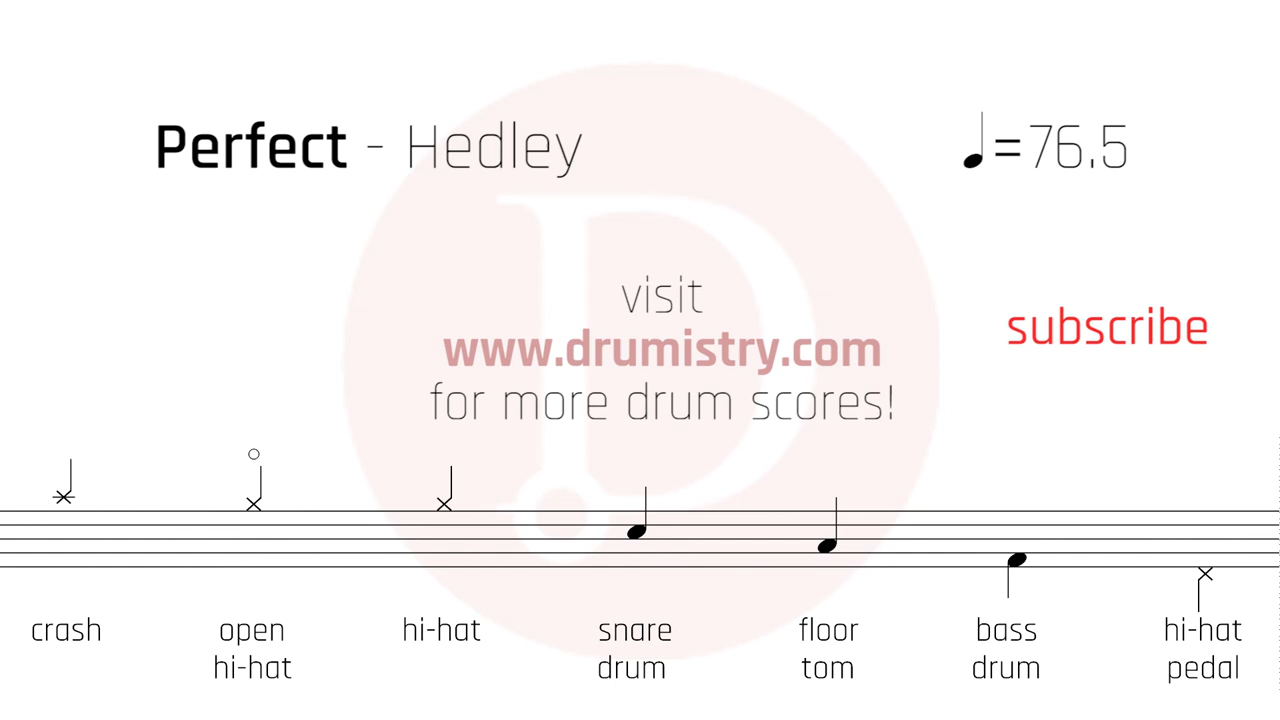 Perfect - Hedley
♩=76.5
visit
www.drumistry.com
for more drum scores!
subscribe
crash
open
hi-hat
hi-hat
snare
drum
floor
tom
bass
drum
hi-hat
pedal